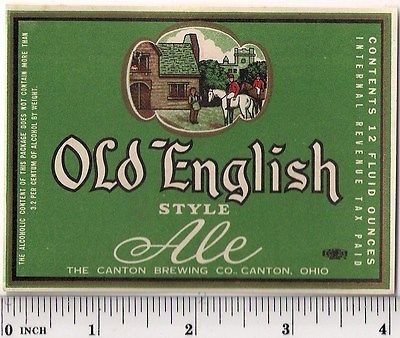 THE ALCOHOLIC CONTENT OF THIS PACKAGE DOES NOT CONTAIN MORE THAN
3.2 PER CENTUM OF ALCOHOL BY WEIGHT.
Old English
STYLE
Ale
THE CANTON BREWING CO. CANTON, OHIO
CONTENTS 12 FLUID OUNCES
INTERNAL REVENUE TAX PAID
0 INCH 1 2 3 4